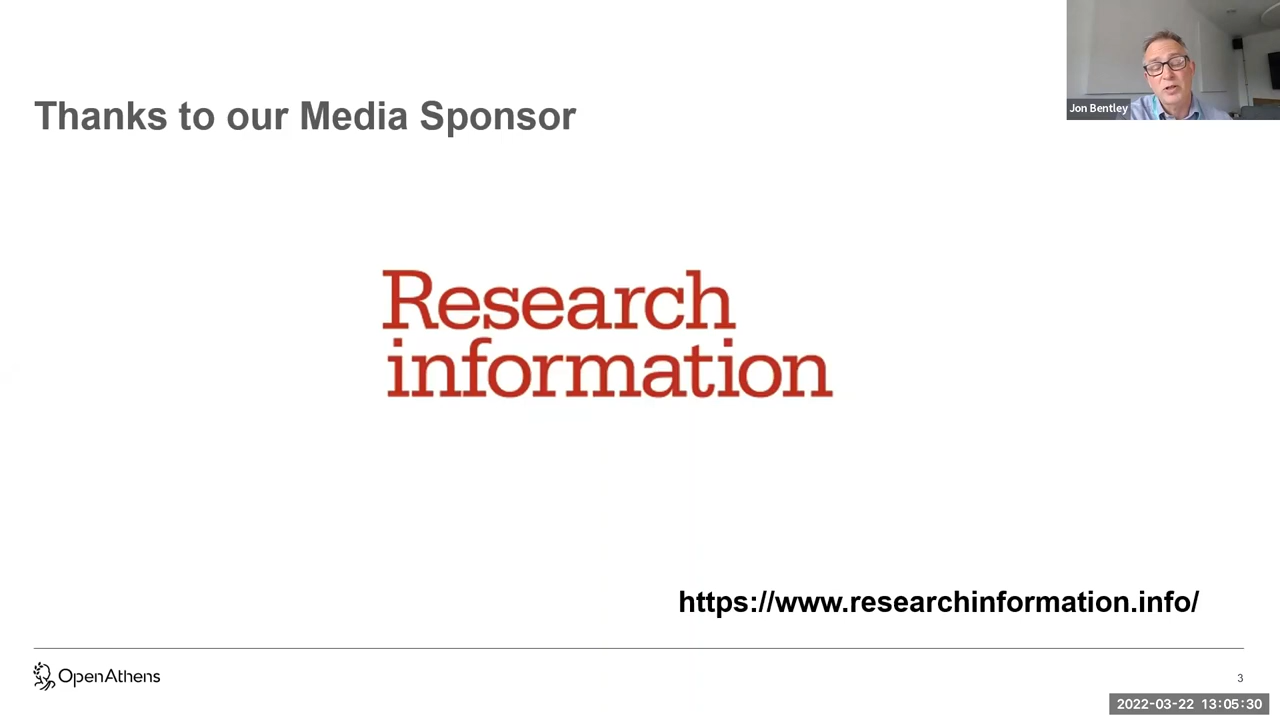 Jon Bentley
Thanks to our Media Sponsor
Research
information
https://www.researchinformation.info/
OpenAthens
3
2022-03-22 13:05:30